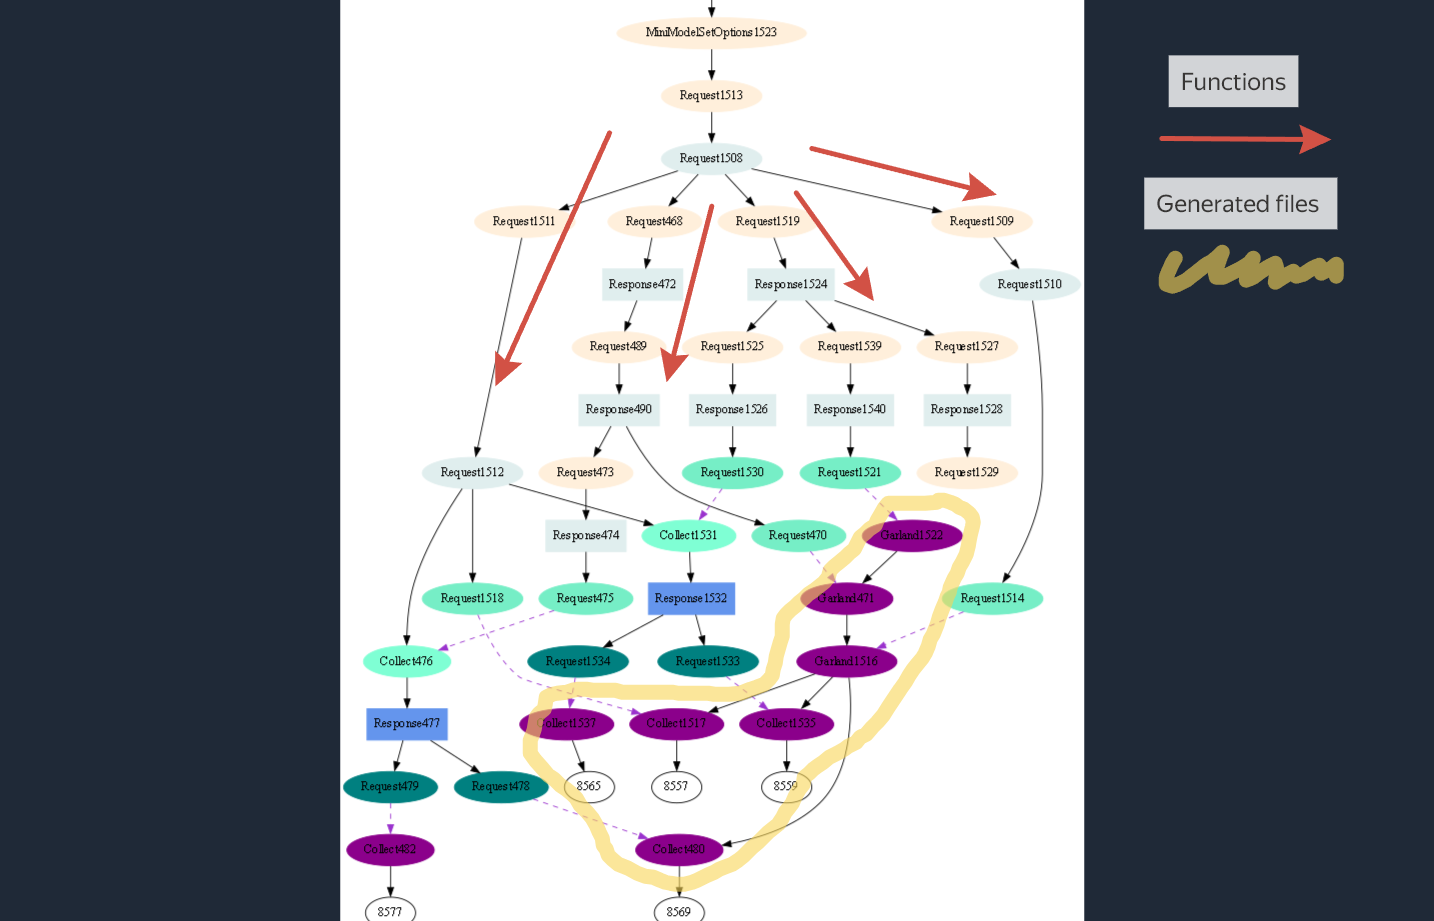 MiniModelSetOptions1523
Functions
Request1513
Request1508
Generated files
Request1511
Request468
Request1519
Request1509
Response472
Response1524
Request1510
Request489
Request1525
Request1539
Request1527
Response490
Response1526
Response1540
Response1528
Request1512
Request473
Request1530
Request1521
Request1529
Response474
Collect1531
Request470
Garland1522
Request1518
Request475
Response1532
Garland471
Request1514
Collect476
Request1534
Request1533
Garland1516
Response477
Collect1537
Collect1517
Collect1535
Request479
Request478
8565
8557
8559
Collect482
Collect480
8577
8569